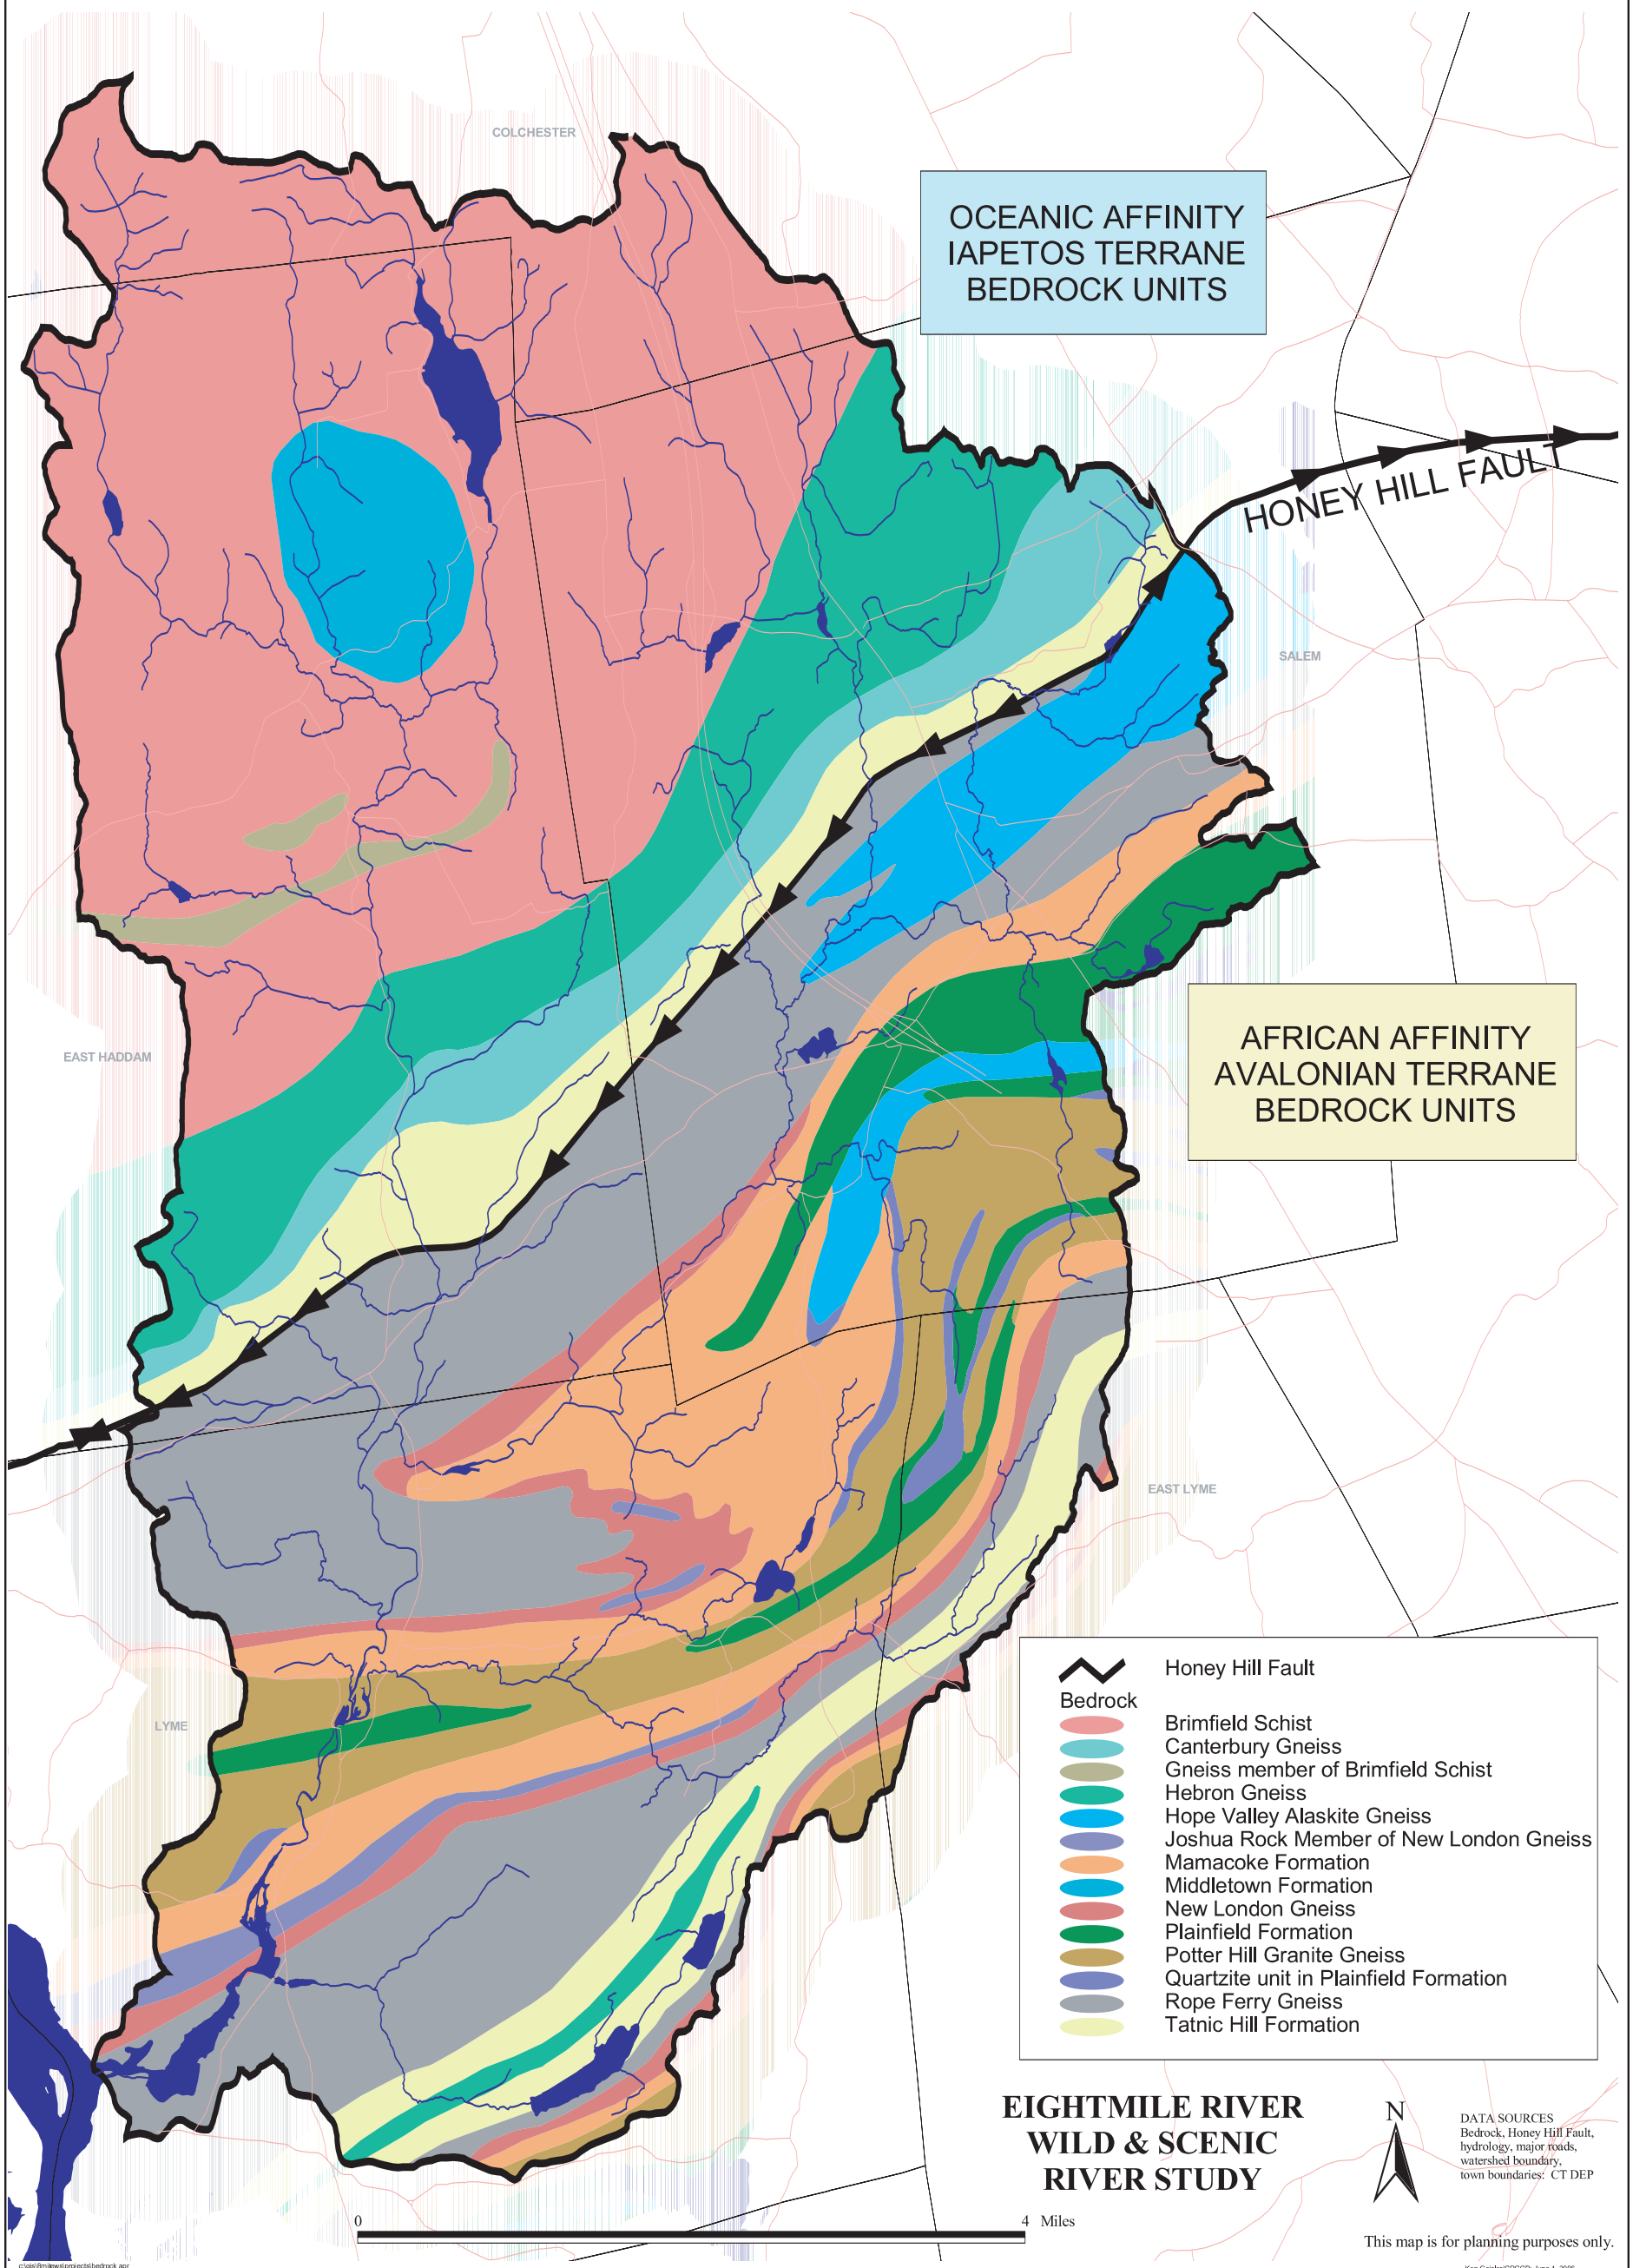 COLCHESTER
OCEANIC AFFINITY
IAPETOS TERRANE
BEDROCK UNITS
HONEY HILL FAULT
SALEM
AFRICAN AFFINITY
AVALONIAN TERRANE
BEDROCK UNITS
EAST HADDAM
EAST LYME
LYME
Honey Hill Fault
Bedrock
Brimfield Schist
Canterbury Gneiss
Gneiss member of Brimfield Schist
Hebron Gneiss
Hope Valley Alaskite Gneiss
Joshua Rock Member of New London Gneiss
Mamacoke Formation
Middletown Formation
New London Gneiss
Plainfield Formation
Potter Hill Granite Gneiss
Quartzite unit in Plainfield Formation
Rope Ferry Gneiss
Tatnic Hill Formation
EIGHTMILE RIVER
WILD & SCENIC
RIVER STUDY
N
DATA SOURCES
Bedrock, Honey Hill Fault,
hydrology, major roads,
watershed boundary,
town boundaries: CT DEP
0 4 Miles
This map is for planning purposes only.